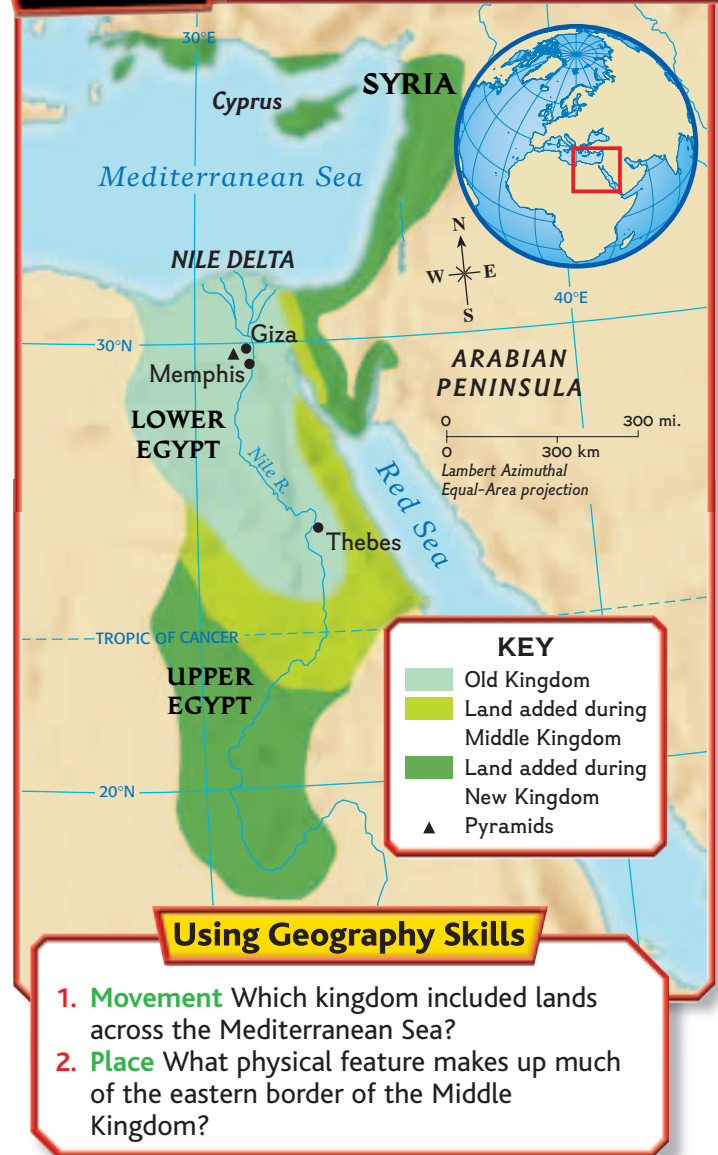 30°E
SYRIA
Cyprus
Mediterranean Sea
NILE DELTA
N
W E
S
40°E
30°N
Giza
Memphis
ARABIAN
PENINSULA
LOWER
EGYPT
0 300 mi.
0 300 km
Lambert Azimuthal
Equal-Area projection
Nile R.
Red Sea
Thebes
TROPIC OF CANCER
UPPER
EGYPT
20°N
KEY
Old Kingdom
Land added during
Middle Kingdom
Land added during
New Kingdom
Pyramids
Using Geography Skills
1. Movement Which kingdom included lands
across the Mediterranean Sea?
2. Place What physical feature makes up much
of the eastern border of the Middle
Kingdom?